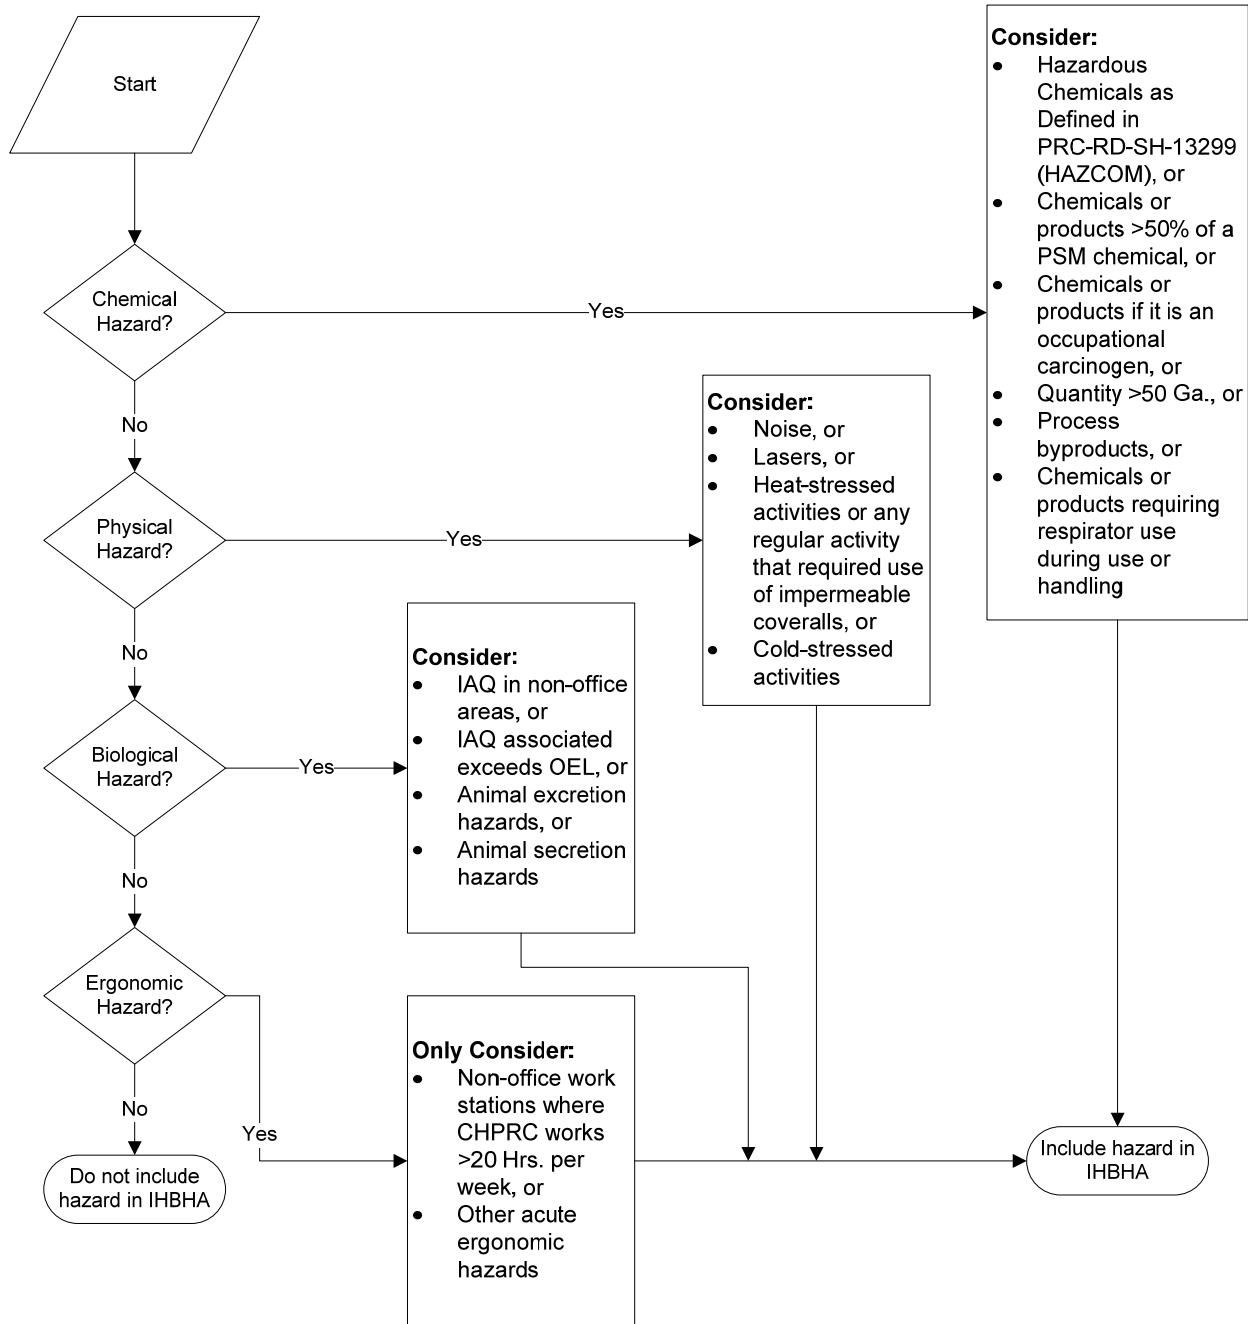 Start
Consider:
• Hazardous
Chemicals as
Defined in
PRC-RD-SH-13299
(HAZCOM), or
• Chemicals or
products >50% of a
PSM chemical, or
• Chemicals or
products if it is an
occupational
carcinogen, or
• Quantity >50 Ga., or
• Process
byproducts, or
• Chemicals or
products requiring
respirator use
during use or
handling
Chemical
Hazard?
Yes
No
Consider:
• Noise, or
• Lasers, or
• Heat-stressed
activities or any
regular activity
that required use
of impermeable
coveralls, or
• Cold-stressed
activities
Physical
Hazard?
Yes
No
Consider:
• IAQ in non-office
areas, or
• IAQ associated
exceeds OEL, or
• Animal excretion
hazards, or
• Animal secretion
hazards
Biological
Hazard?
Yes
No
Ergonomic
Hazard?
Yes
No
Only Consider:
• Non-office work
stations where
CHPRC works
>20 Hrs. per
week, or
• Other acute
ergonomic
hazards
Do not include
hazard in IHBHA
Include hazard in
IHBHA